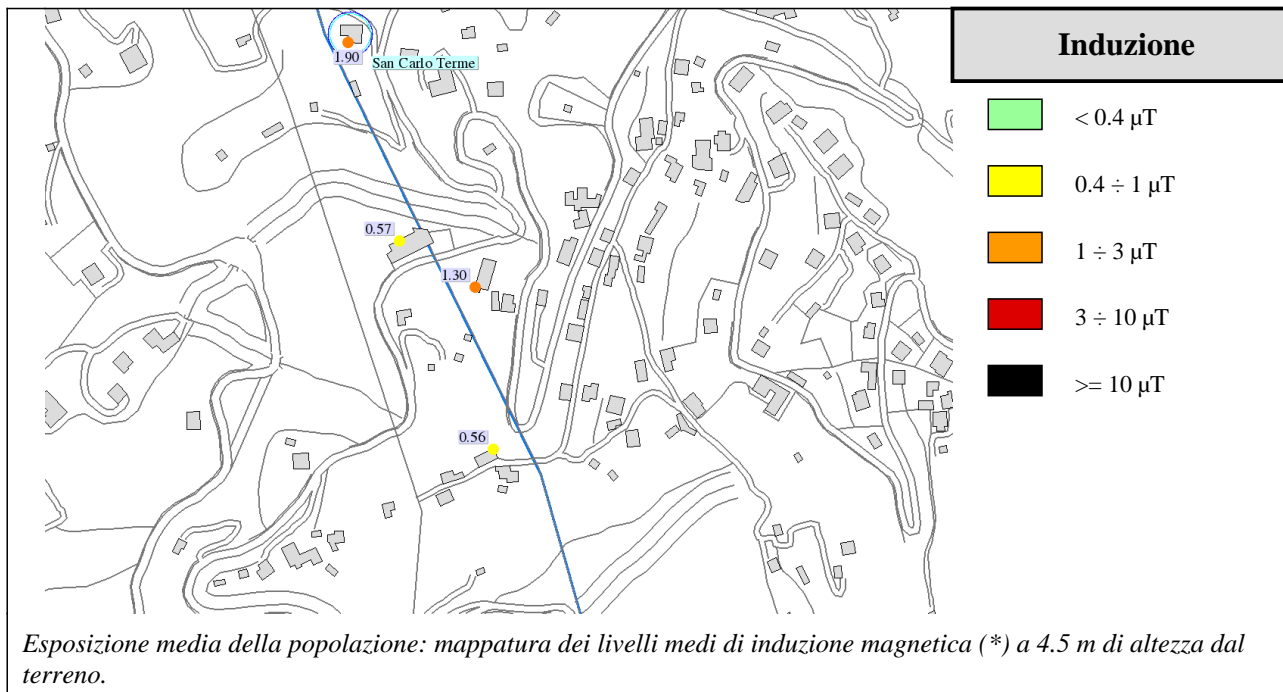 Induzione
1.90
San Carlo Terme
< 0.4 µT
0.4 ÷ 1 µT
0.57
1 ÷ 3 µT
1.30
3 ÷ 10 µT
>= 10 µT
0.56
Esposizione media della popolazione: mappatura dei livelli medi di induzione magnetica (*) a 4.5 m di altezza dal
terreno.